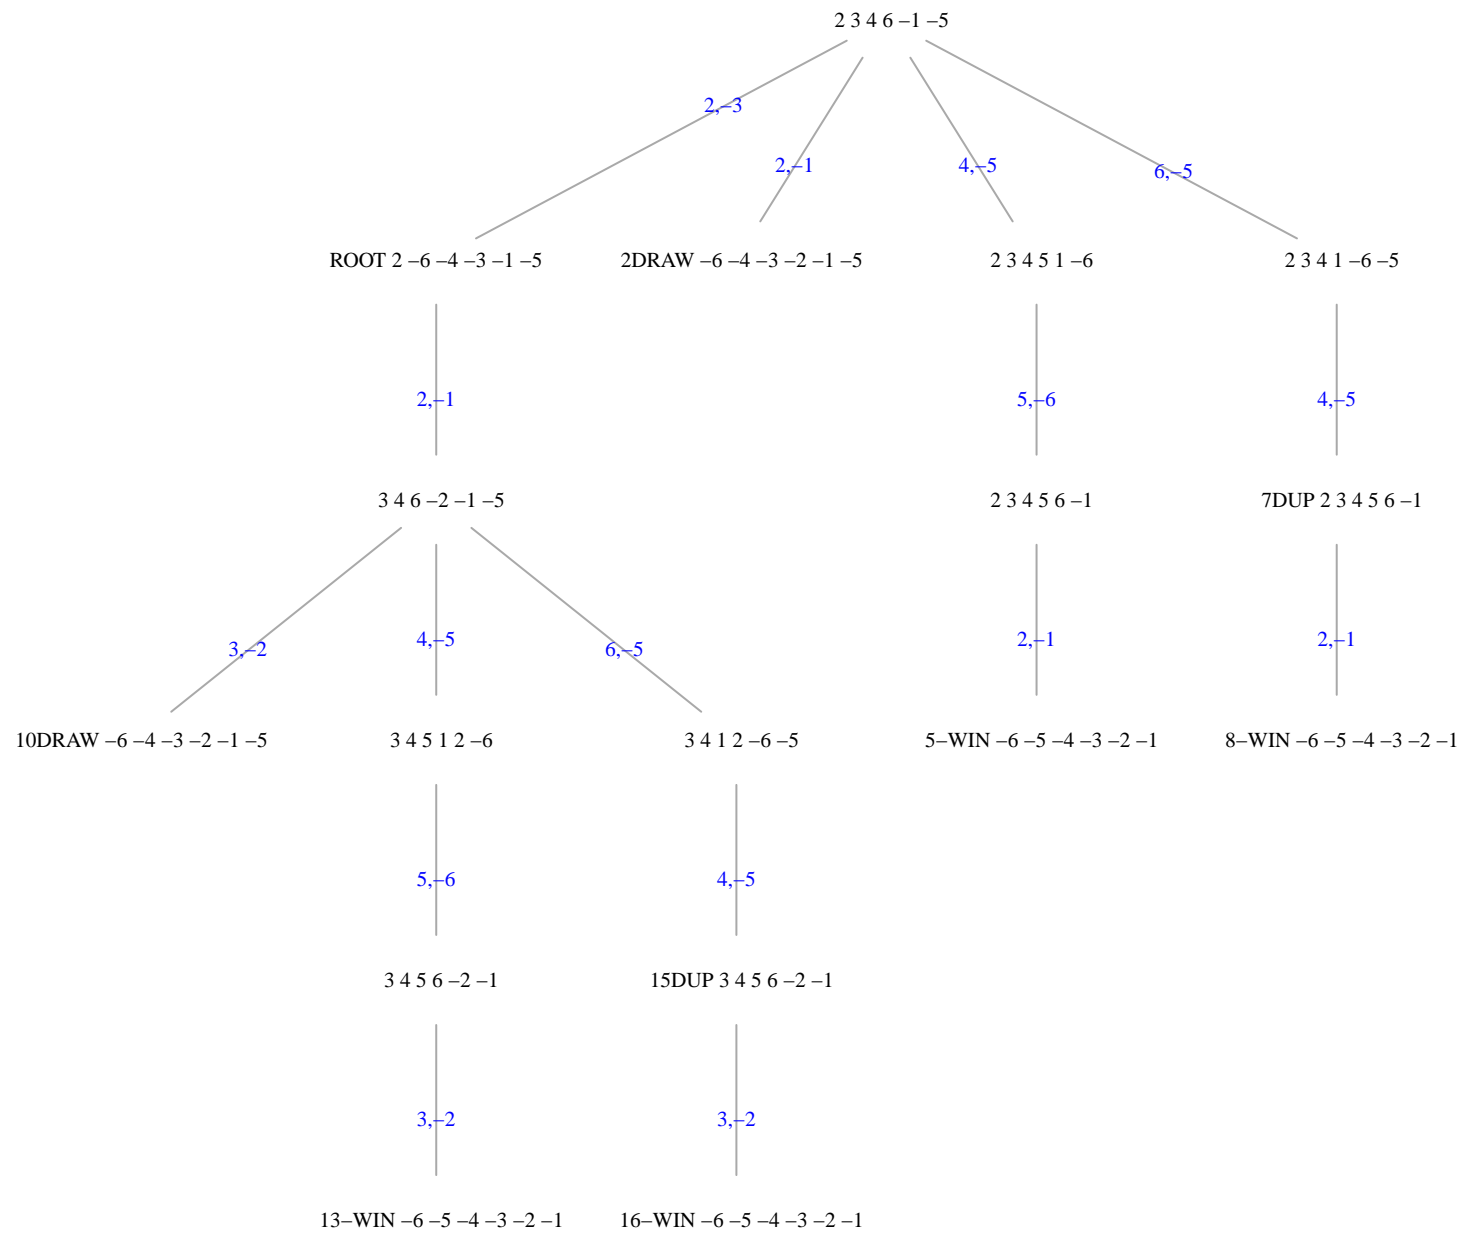 2 3 4 6 –1 –5
2,–3
2,–1
4,–5
6,–5
ROOT 2 –6 –4 –3 –1 –5
2DRAW –6 –4 –3 –2 –1 –5
2 3 4 5 1 –6
2 3 4 1 –6 –5
2,–1
5,–6
4,–5
3 4 6 –2 –1 –5
2 3 4 5 6 –1
7DUP 2 3 4 5 6 –1
3,–2
4,–5
6,–5
2,–1
2,–1
10DRAW –6 –4 –3 –2 –1 –5
3 4 5 1 2 –6
3 4 1 2 –6 –5
5–WIN –6 –5 –4 –3 –2 –1
8–WIN –6 –5 –4 –3 –2 –1
5,–6
4,–5
3 4 5 6 –2 –1
15DUP 3 4 5 6 –2 –1
3,–2
3,–2
13–WIN –6 –5 –4 –3 –2 –1
16–WIN –6 –5 –4 –3 –2 –1